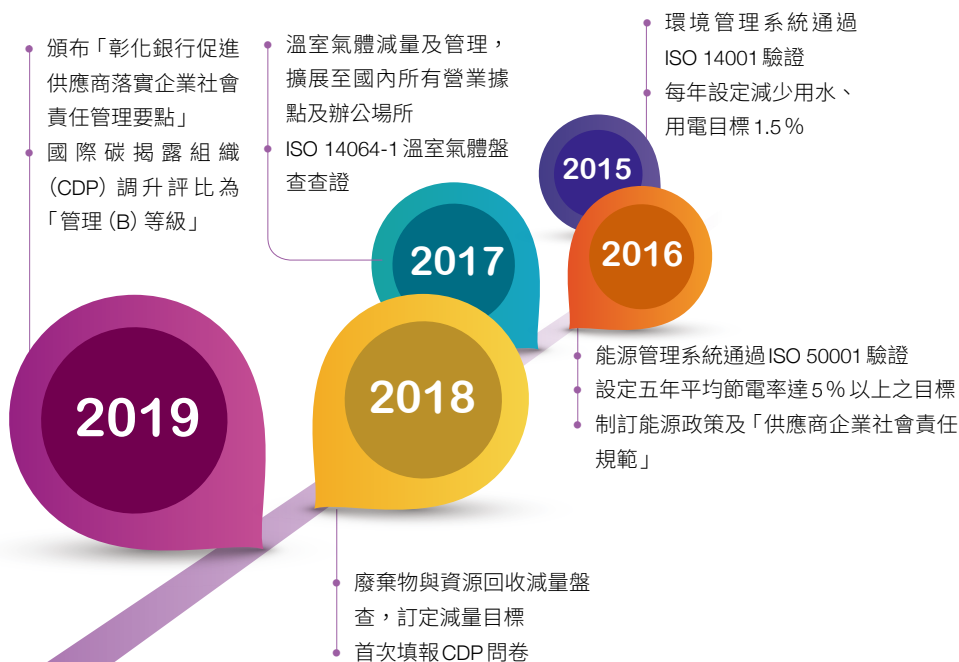 頒布「彰化銀行促進
供應商落實企業社會
責任管理要點」
國際碳揭露組織
(CDP) 調升評比為
「管理 (B) 等級」
2019
溫室氣體減量及管理，
擴展至國內所有營業據
點及辦公場所
ISO 14064-1 溫室氣體盤
查查證
2017
環境管理系統通過
ISO 14001 驗證
每年設定減少用水、
用電目標 1.5%
2015
2016
能源管理系統通過 ISO 50001 驗證
設定五年平均節電率達 5% 以上之目標
制訂能源政策及「供應商企業社會責任
規範」
2018
廢棄物與資源回收減量盤
查，訂定減量目標
首次填報 CDP 問卷